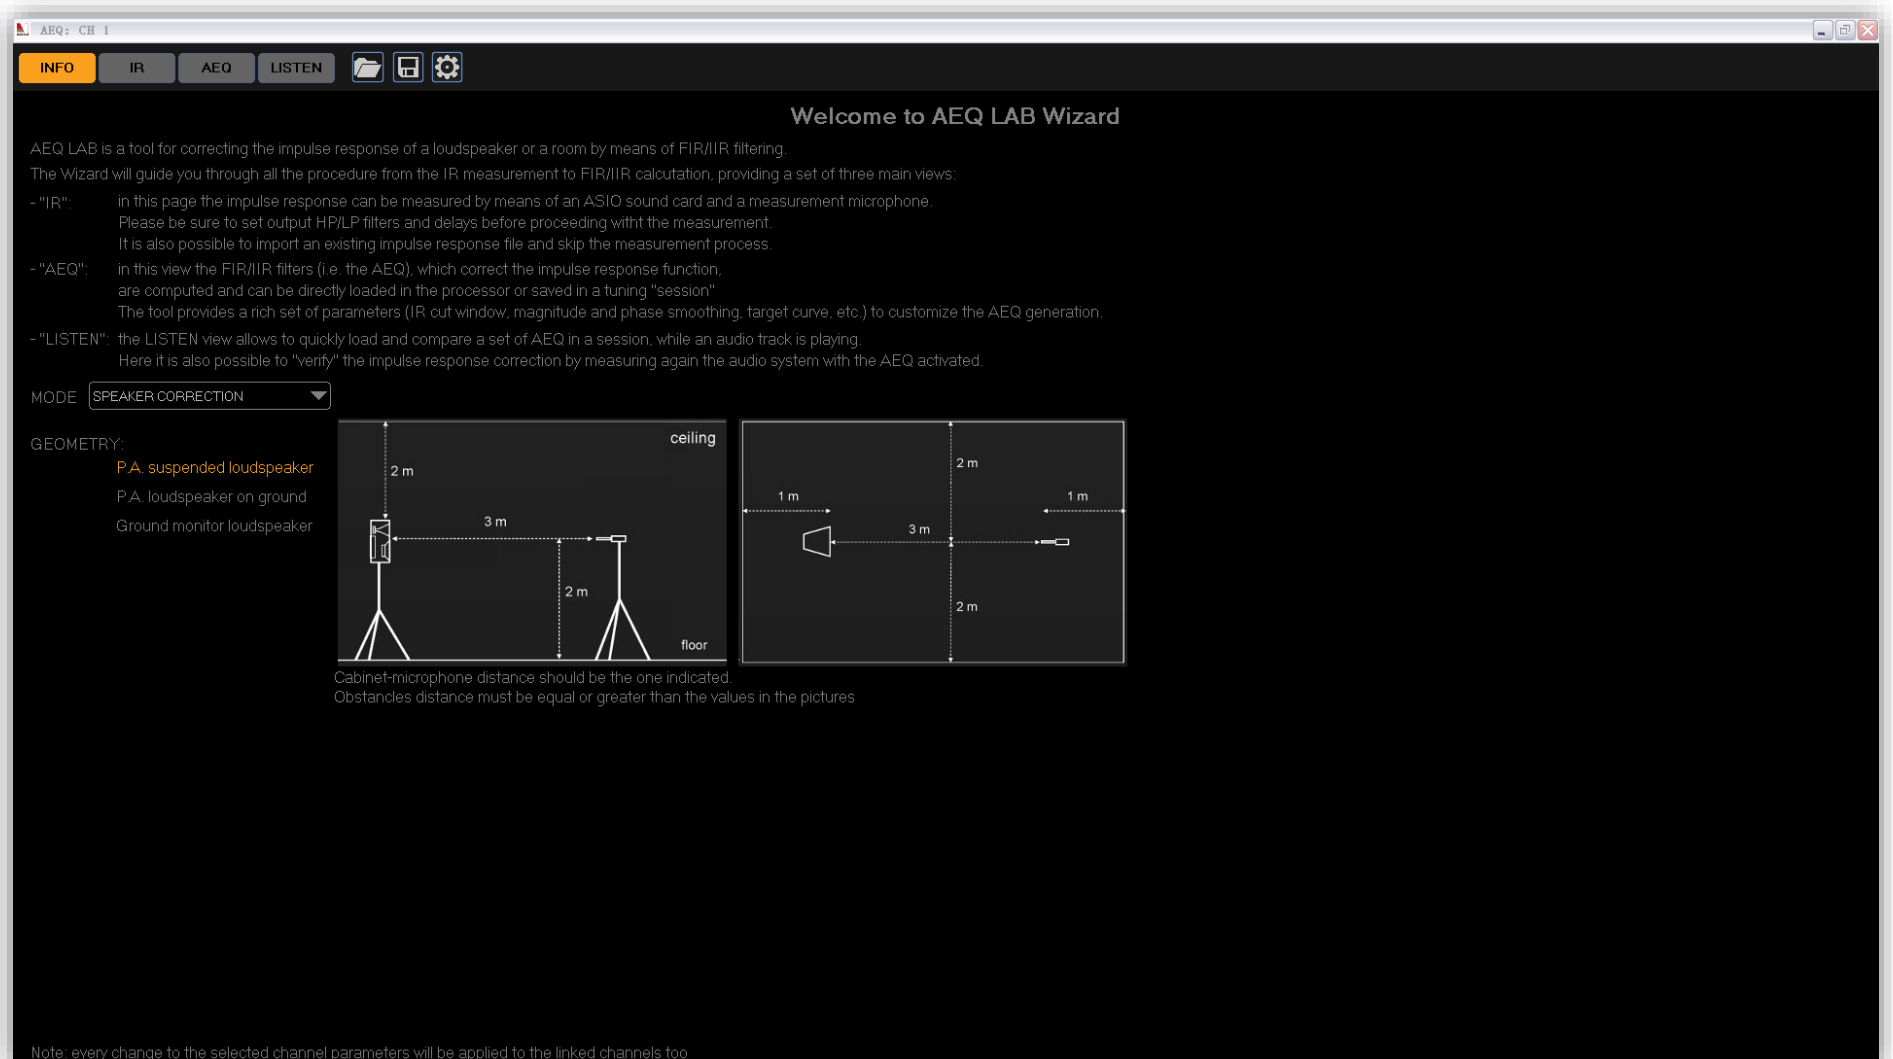 AEQ: CH 1
INFO IR AEQ LISTEN
Welcome to AEQ LAB Wizard
AEQ LAB is a tool for correcting the impulse response of a loudspeaker or a room by means of FIR/IIR filtering.
The Wizard will guide you through all the procedure from the IR measurement to FIR/IIR calcutation, providing a set of three main views:
- "IR": in this page the impulse response can be measured by means of an ASIO sound card and a measurement microphone.
Please be sure to set output HP/LP filters and delays before proceeding witht the measurement.
It is also possible to import an existing impulse response file and skip the measurement process.
- "AEQ": in this view the FIR/IIR filters (i.e. the AEQ), which correct the impulse response function,
are computed and can be directly loaded in the processor or saved in a tuning "session"
The tool provides a rich set of parameters (IR cut window, magnitude and phase smoothing, target curve, etc.) to customize the AEQ generation.
- "LISTEN": the LISTEN view allows to quickly load and compare a set of AEQ in a session, while an audio track is playing.
Here it is also possible to "verify" the impulse response correction by measuring again the audio system with the AEQ activated.
MODE SPEAKER CORRECTION
GEOMETRY:
P.A. suspended loudspeaker
P.A. loudspeaker on ground
Ground monitor loudspeaker
ceiling
2 m
3 m
2 m
floor
2 m
1 m
1 m
3 m
2 m
Cabinet-microphone distance should be the one indicated.
Obstacles distance must be equal or greater than the values in the pictures
Note: every change to the selected channel parameters will be applied to the linked channels too